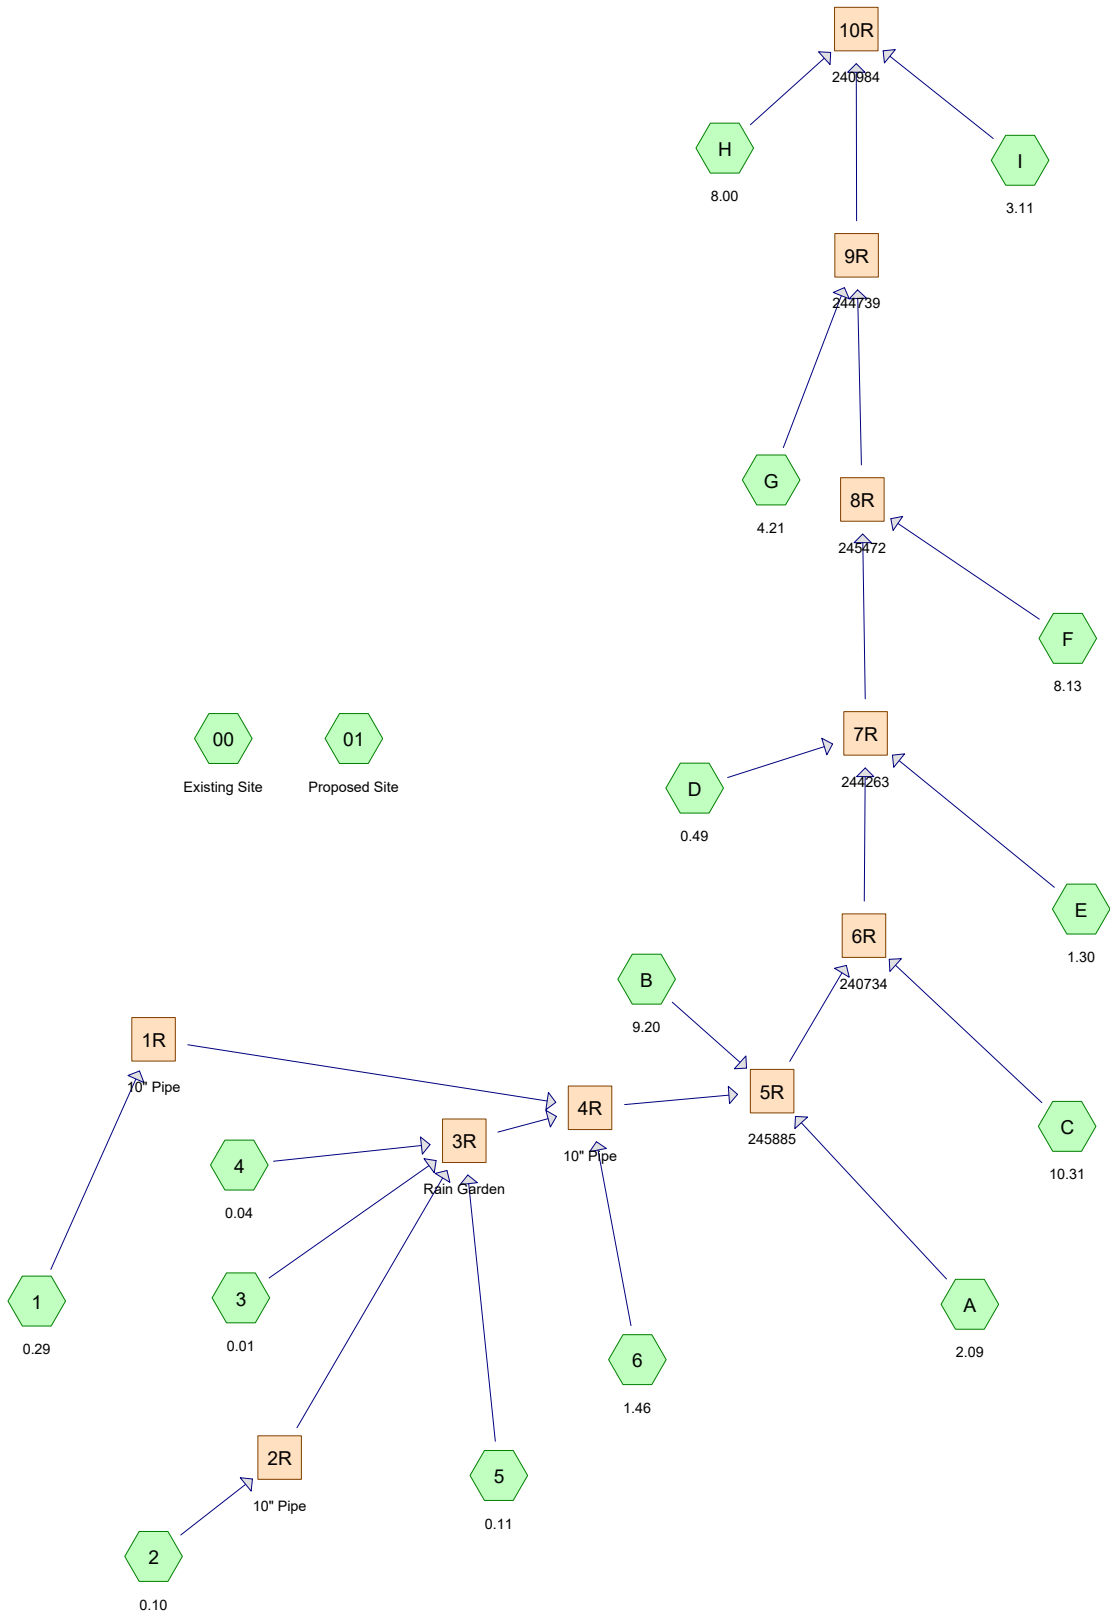 10R
240984
H
8.00
I
3.11
9R
244739
G
4.21
8R
245472
F
8.13
00
Existing Site
01
Proposed Site
7R
244263
D
0.49
E
1.30
6R
240734
B
9.20
1R
10" Pipe
4R
10" Pipe
5R
245885
C
10.31
3R
Rain Garden
4
0.04
3
0.01
1
0.29
A
2.09
6
1.46
2R
10" Pipe
5
0.11
2
0.10